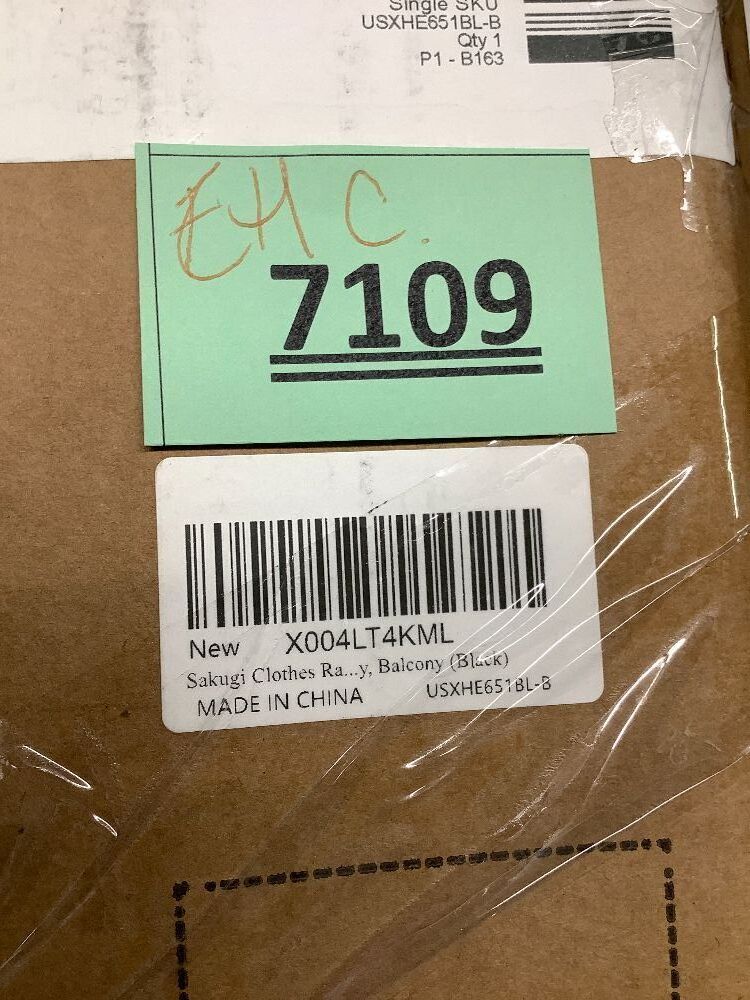 Single SKU
USXHE651BL-B
Qty 1
P1 - B163
EH C.
7109
New X004LT4KML
Sakugi Clothes Ra...y, Balcony (Black)
MADE IN CHINA USXHE651BL-B